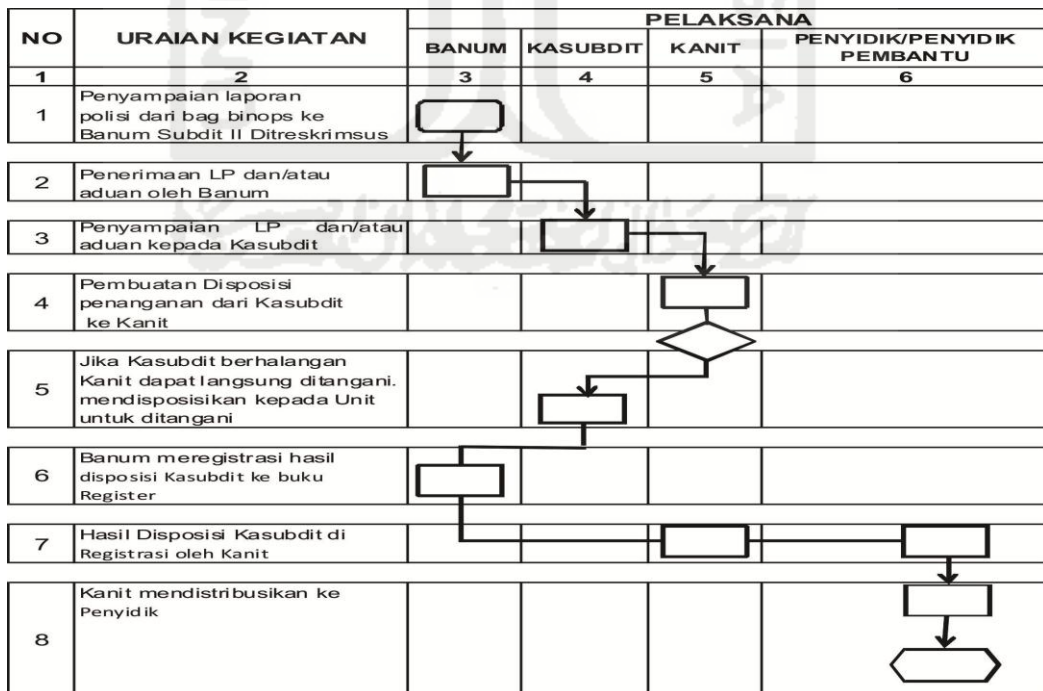 PELAKSANA
NO URAIAN KEGIATAN BANUM KASUBDIT KANIT PENYIDIK/PENYIDIK
PEMBANTU
1 2 3 4 5 6
1 Penyampaian laporan
polisi dari bag binops ke
Banum Subdit II Ditreskrimsus
2 Penerimaan LP dan/atau
aduan oleh Banum
3 Penyampaian LP dan/atau
aduan kepada Kasubdit
4 Pembuatan Disposisi
penanganan dari Kasubdit
ke Kanit
5 Jika Kasubdit berhalangan
Kanit dapat langsung ditangani.
mendisposisikan kepada Unit
untuk ditangani
6 Banum meregistrasi hasil
disposisi Kasubdit ke buku
Register
7 Hasil Disposisi Kasubdit di
Registrasi oleh Kanit
8 Kanit mendistribusikan ke
Penyidik